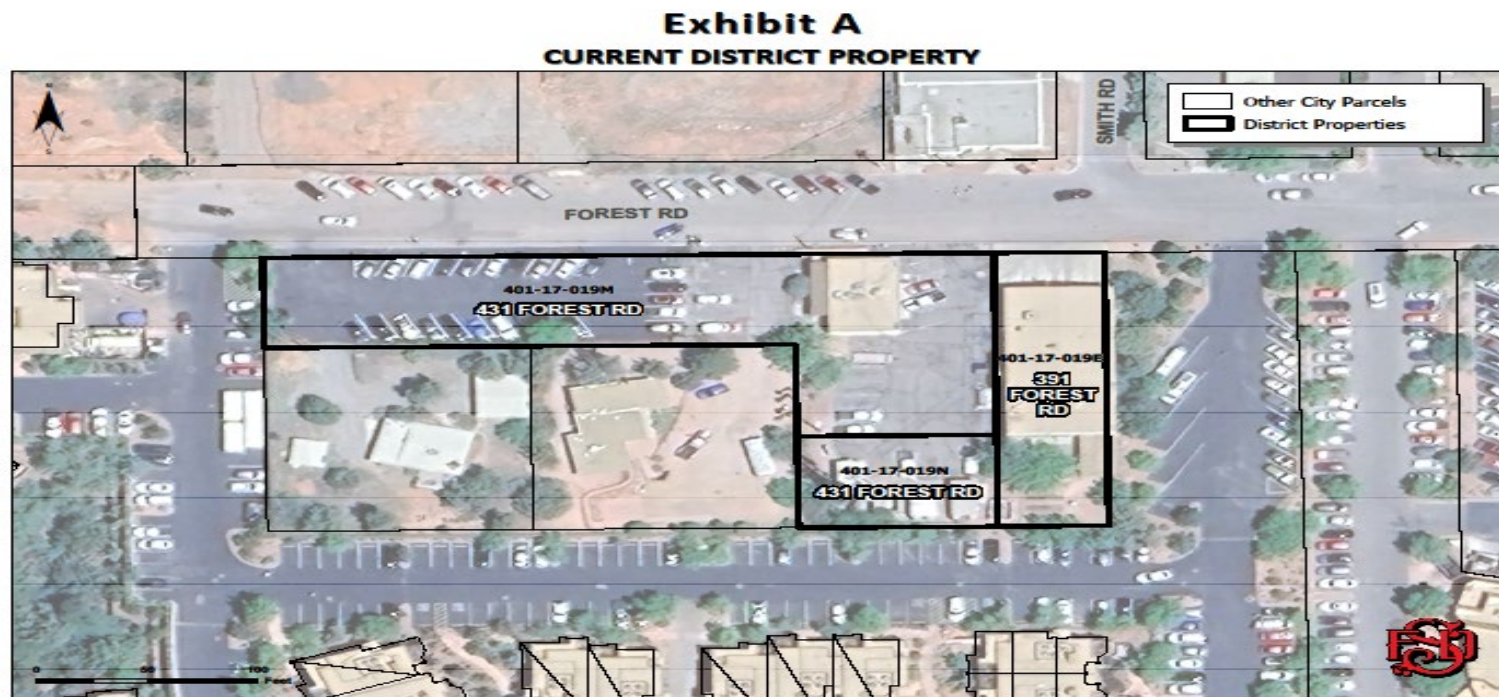 Exhibit A
CURRENT DISTRICT PROPERTY
N
S
SMITH RD
Other City Parcels
District Properties
FOREST RD
401-17-019M
431 FOREST RD
401-17-019E
391
FOREST
RD
401-17-019N
431 FOREST RD
0 50 100
Feet